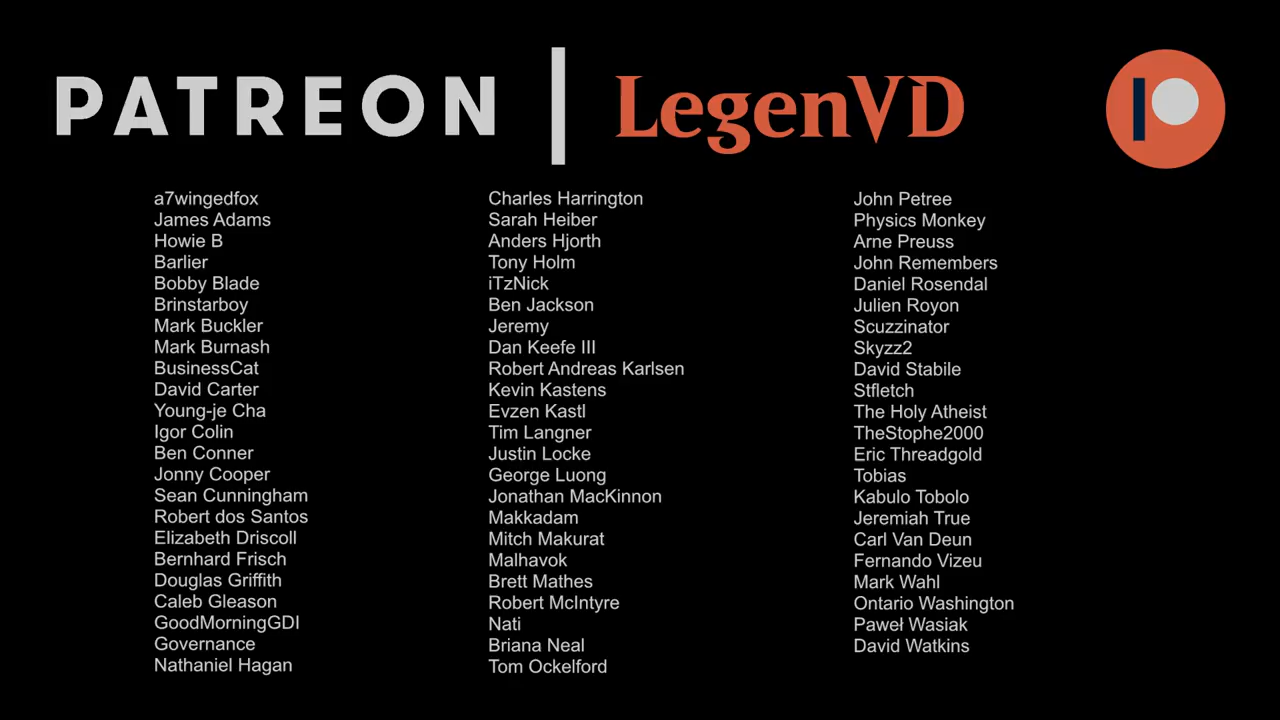 PATREON | LegenVD
a7wingedfox
James Adams
Howie B
Barlier
Bobby Blade
Brinstarboy
Mark Buckler
Mark Burnash
BusinessCat
David Carter
Young-je Cha
Igor Colin
Ben Conner
Jonny Cooper
Sean Cunningham
Robert dos Santos
Elizabeth Driscoll
Bernhard Frisch
Douglas Griffith
Caleb Gleason
GoodMorningGDI
Governance
Nathaniel Hagan
Charles Harrington
Sarah Heiber
Anders Hjorth
Tony Holm
iTzNick
Ben Jackson
Jeremy
Dan Keefe III
Robert Andreas Karlsen
Kevin Kastens
Evzen Kastl
Tim Langner
Justin Locke
George Luong
Jonathan MacKinnon
Makkadam
Mitch Makurat
Malhavok
Brett Mathes
Robert McIntyre
Nati
Briana Neal
Tom Ockelford
John Petree
Physics Monkey
Arne Preuss
John Remembers
Daniel Rosendal
Julien Royon
Scuzzinator
Skyzz2
David Stabile
Stfletch
The Holy Atheist
TheStophe2000
Eric Threadgold
Tobias
Kabulo Tobolo
Jeremiah True
Carl Van Deun
Fernando Vizeu
Mark Wahl
Ontario Washington
Paweł Wasiak
David Watkins